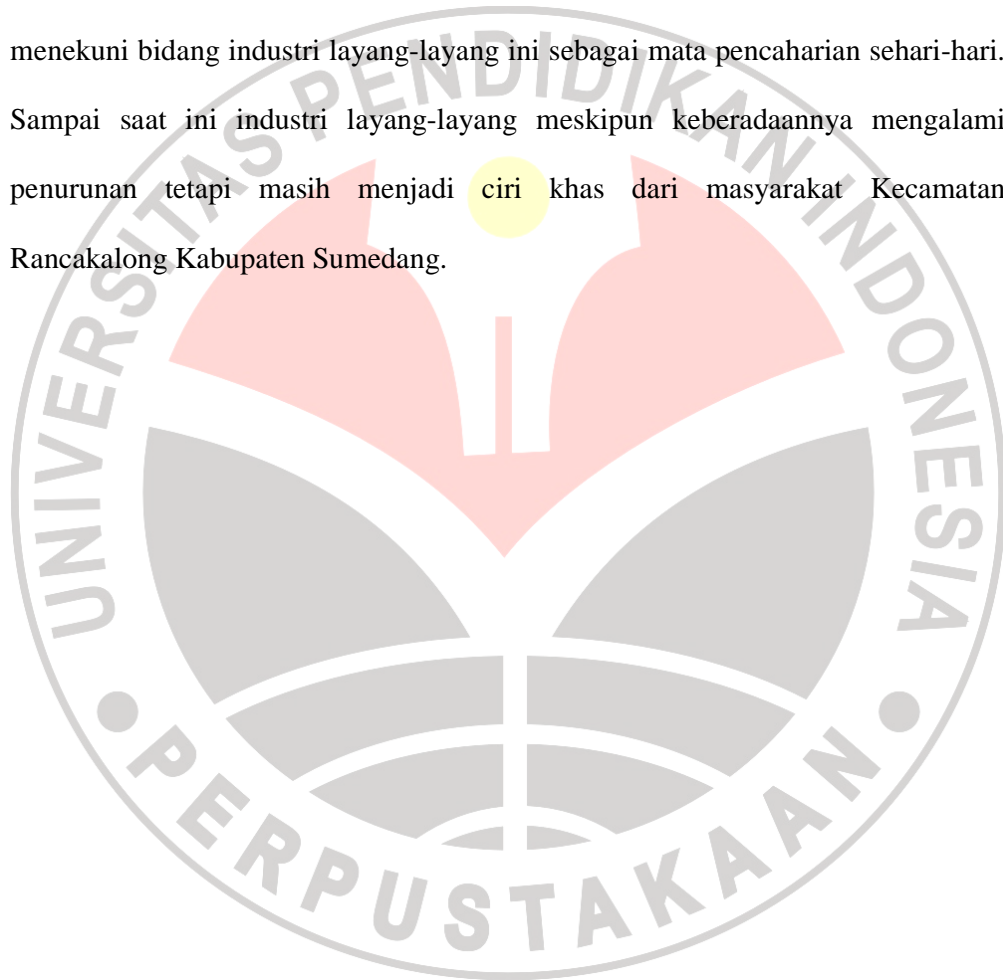 menekuni bidang industri layang-layang ini sebagai mata pencaharian sehari-hari.
Sampai saat ini industri layang-layang meskipun keberadaannya mengalami
penurunan tetapi masih menjadi ciri khas dari masyarakat Kecamatan
Rancakalong Kabupaten Sumedang.
UNIVERSITAS PENDIDIKAN INDONESIA
PERPUSTAKAAN